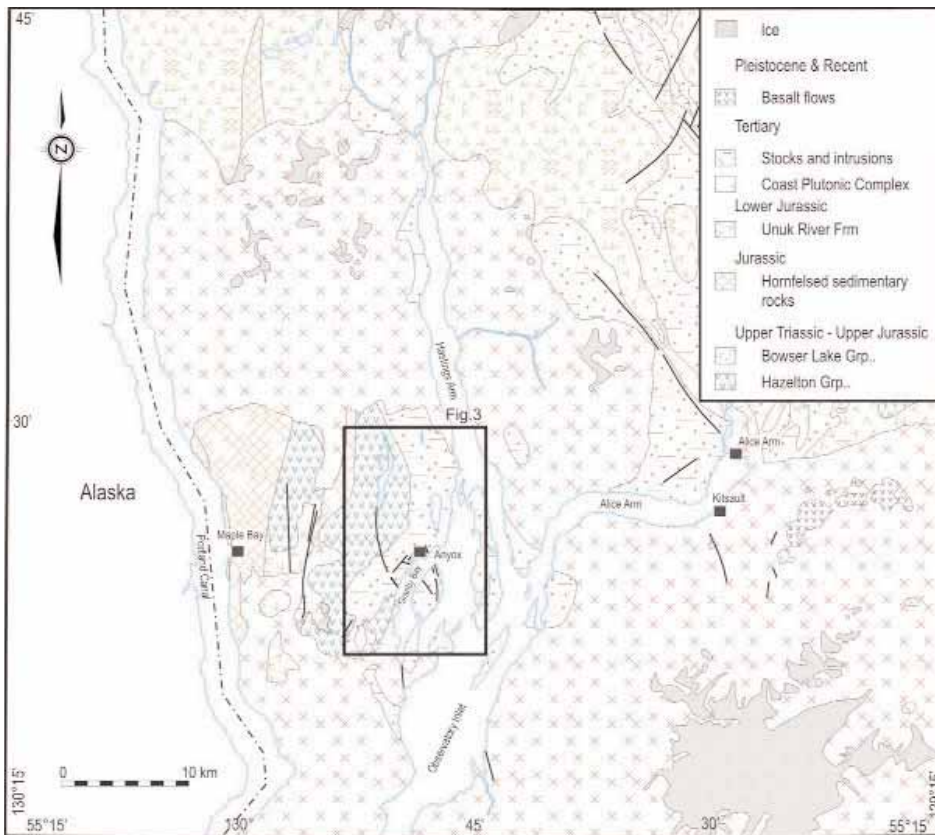 45'
Ice
Pleistocene & Recent
Basalt flows
Tertiary
Stocks and intrusions
Coast Plutonic Complex
Lower Jurassic
Unuk River Frm
Jurassic
Hornfelsed sedimentary
rocks
Upper Triassic - Upper Jurassic
Bowser Lake Grp..
Hazelton Grp..
N
Hastings Arm
30'
Fig.3
Alice Arm
Alaska
Kitsault
Alice Arm
Maple Bay
Anyox
Portland Canal
Observatory Inlet
0 10 km
130°15'
55°15'
130°
45'
30'
55°15'